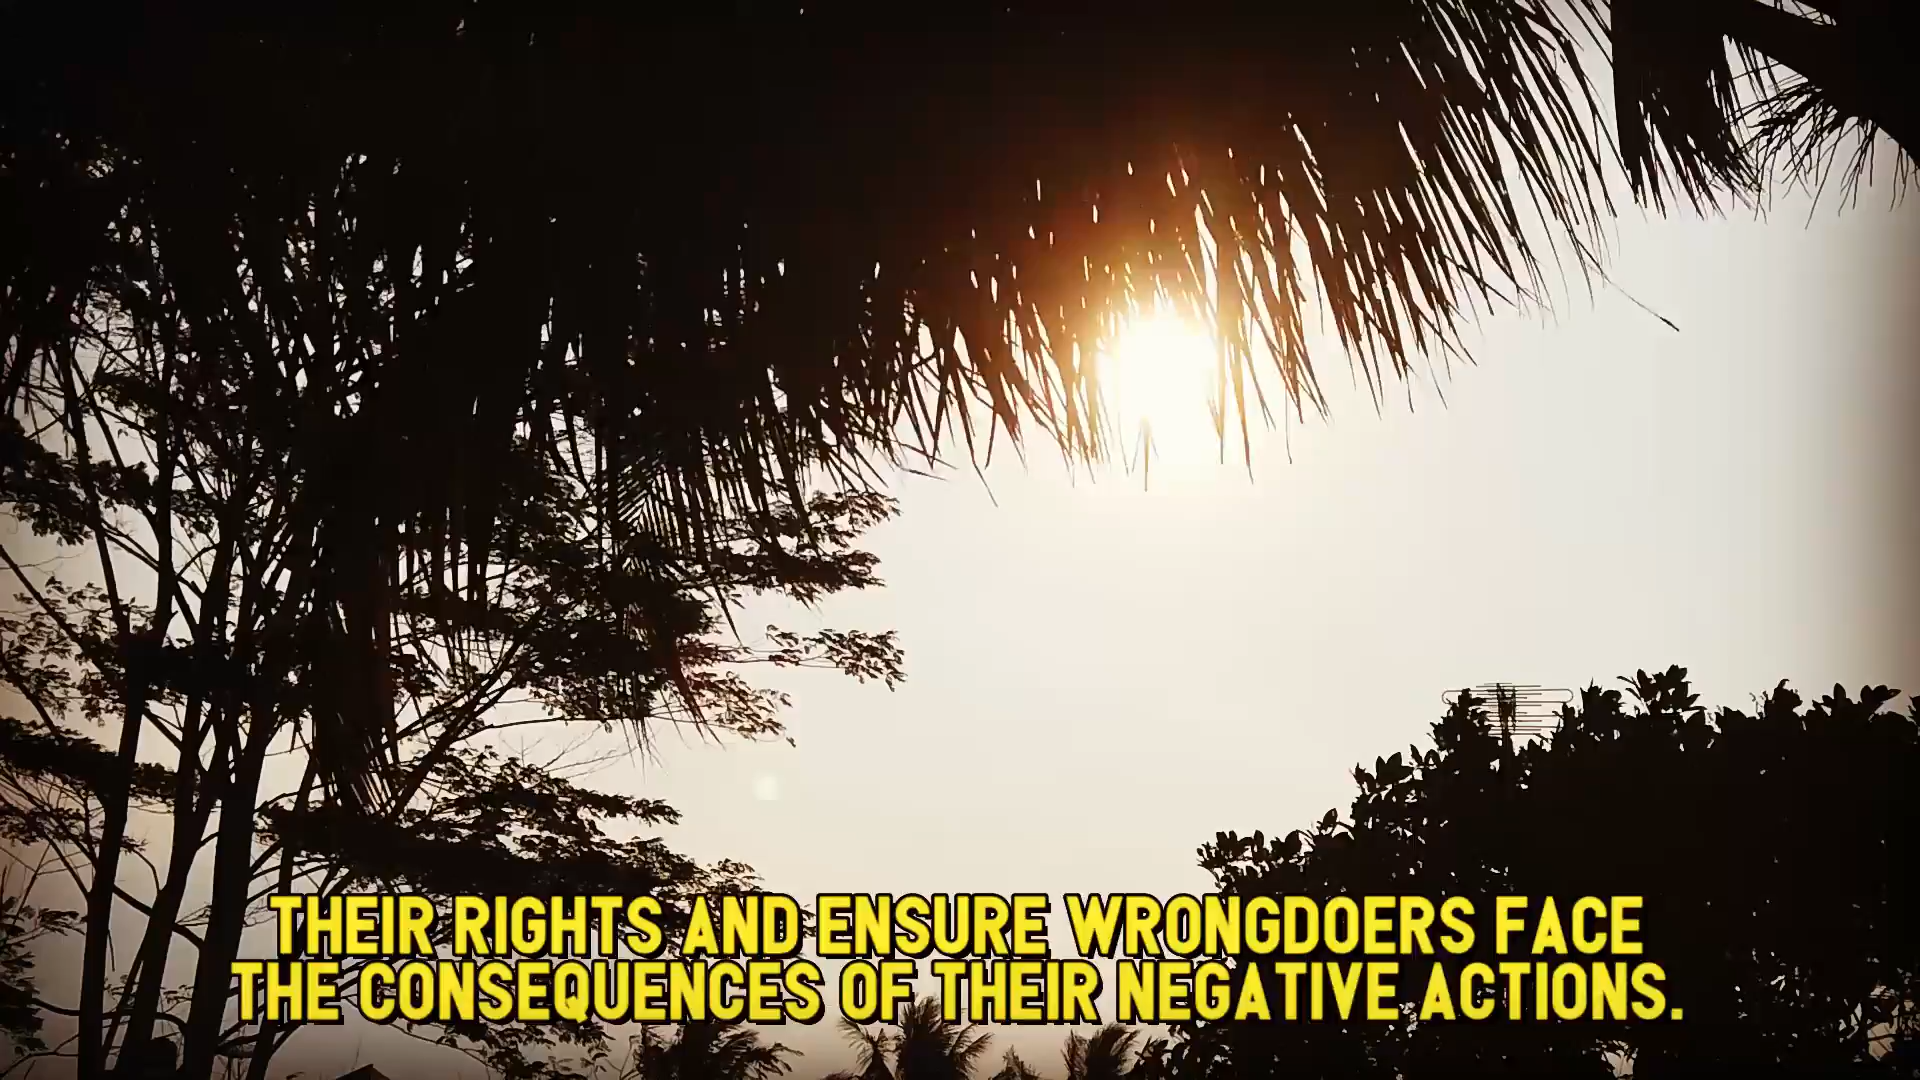 THEIR RIGHTS AND ENSURE WRONGDOERS FACE
THE CONSEQUENCES OF THEIR NEGATIVE ACTIONS.